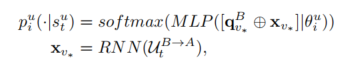 p_i^u(·|s_t^u) = softmax(MLP([q_{v_*}^B ⊕ x_{v_*}]|θ_i^u))
x_{v_*} = RNN(𝒰_t^{B→A}),